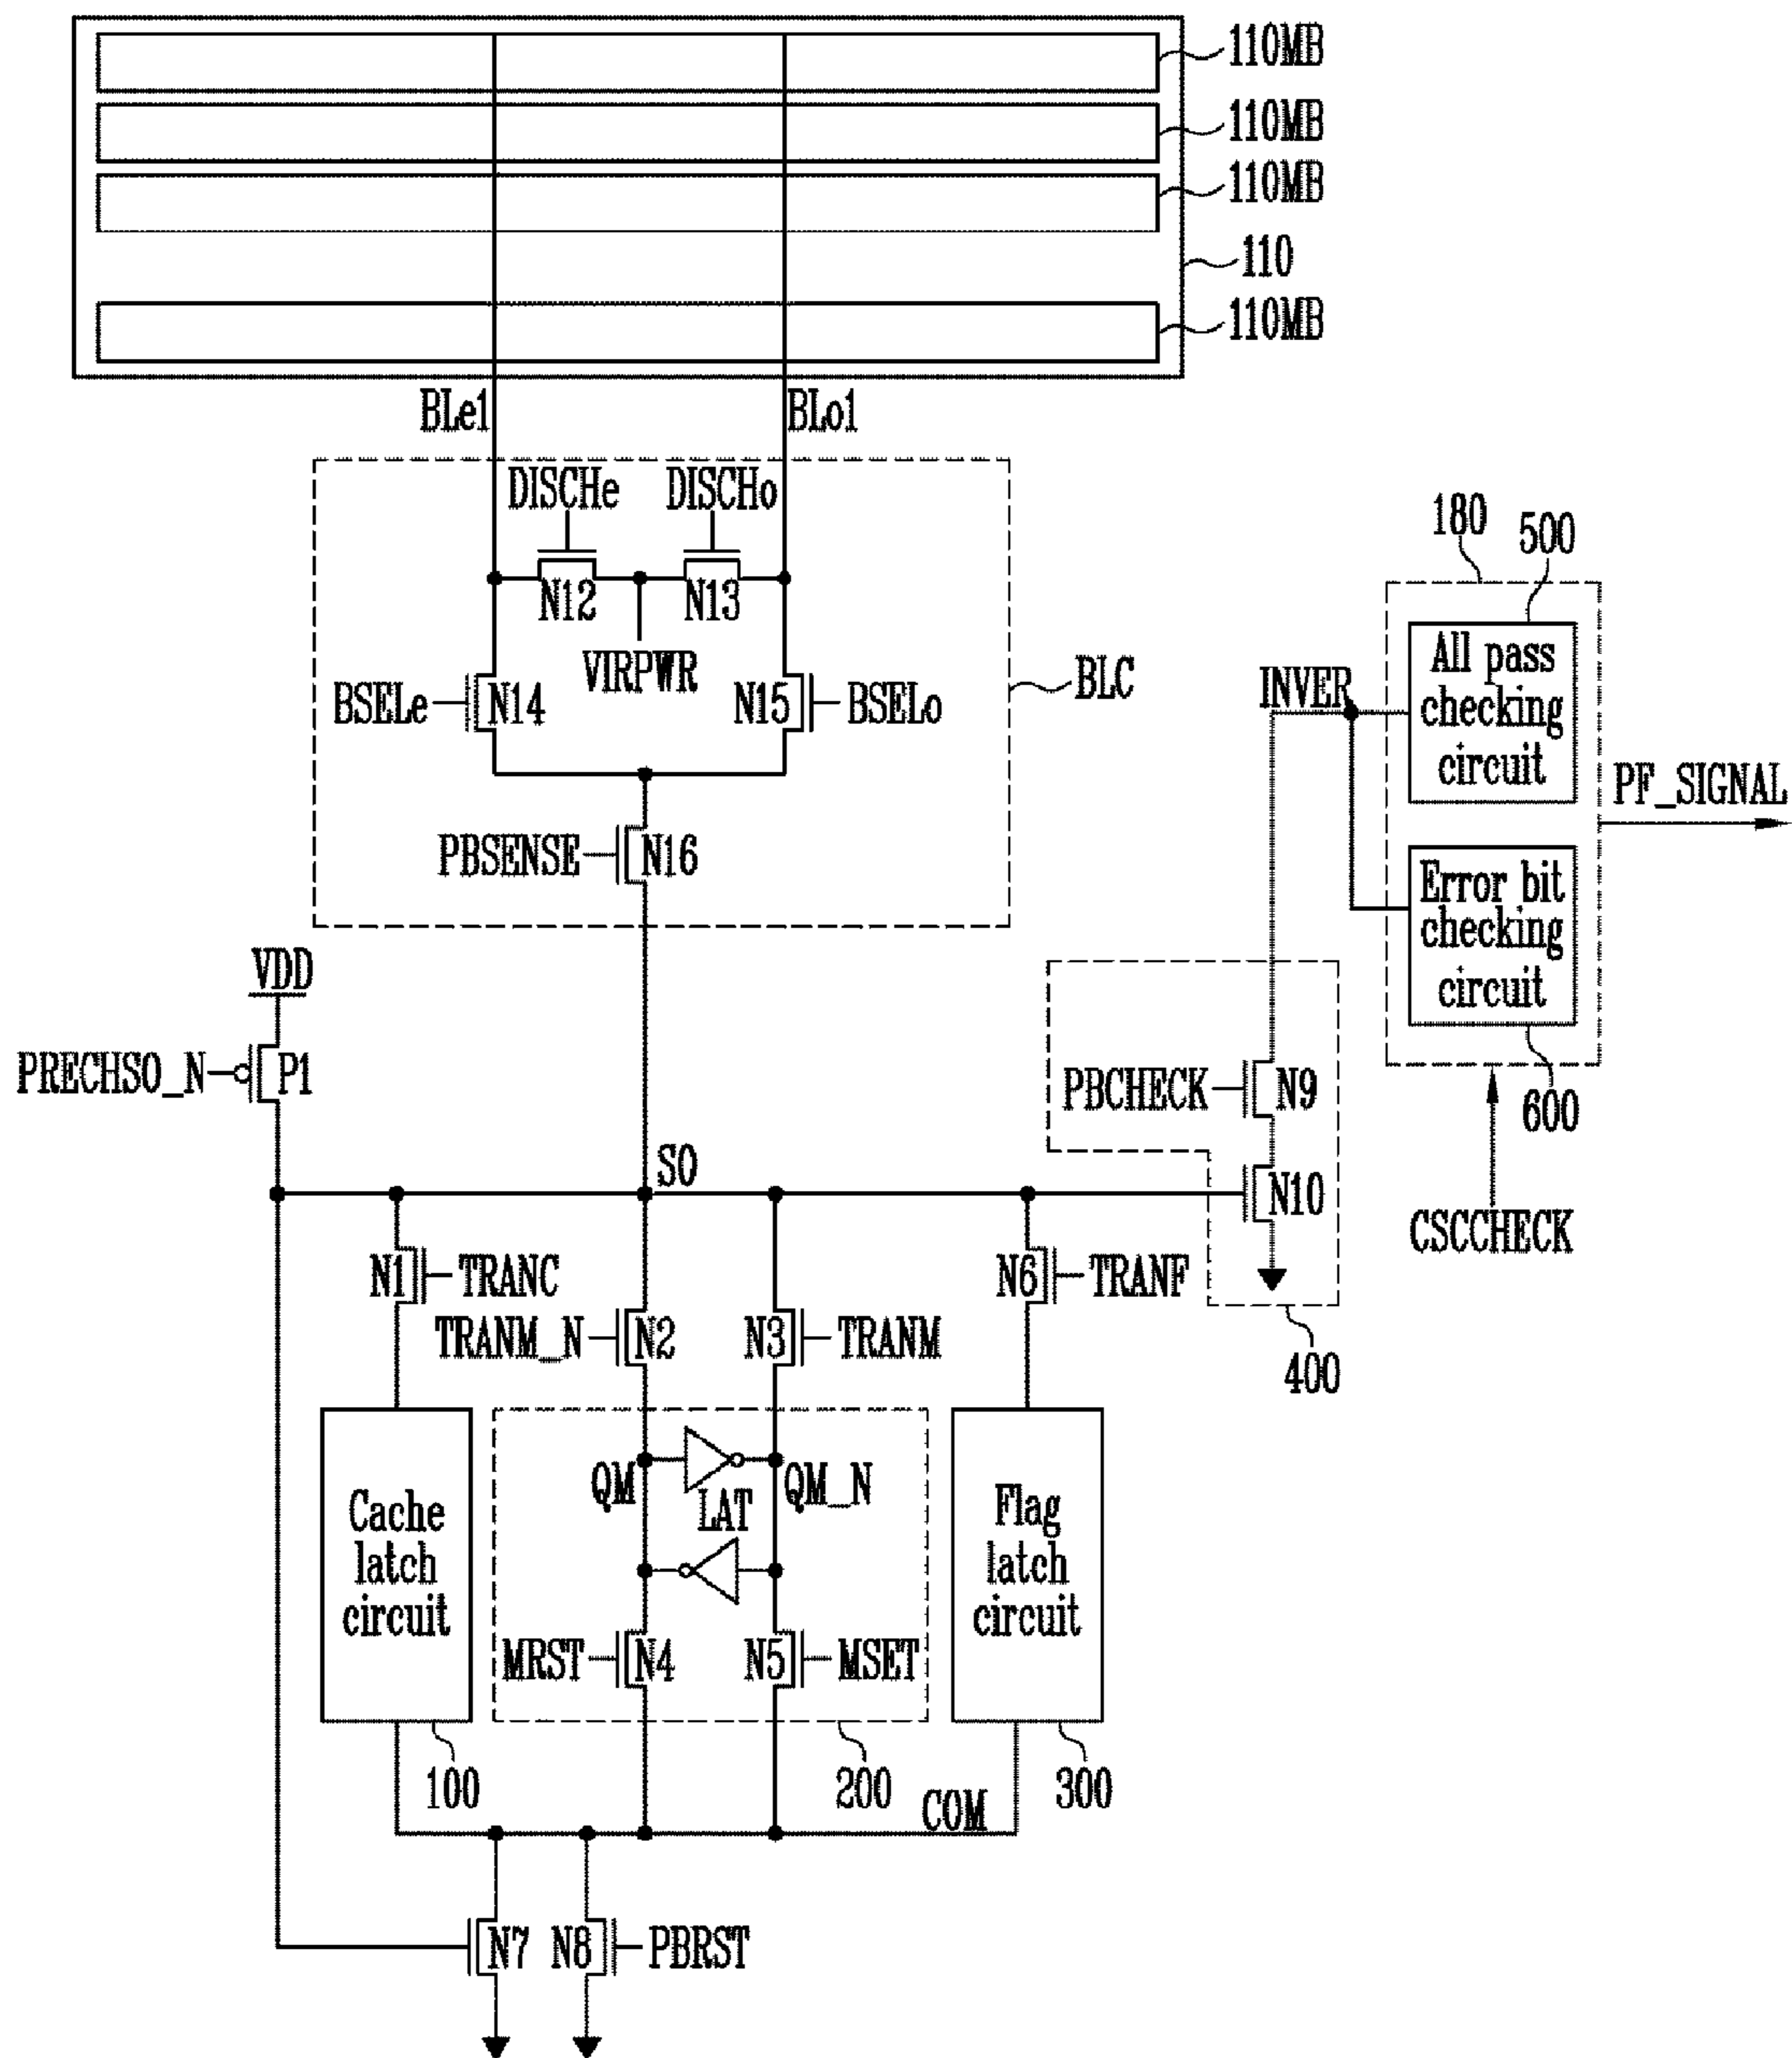 110MB
110MB
110MB
110
110MB
BLe1
BLo1
DISCHe
DISCHo
N12
N13
VIRPWR
BSELe
N14
N15
BSELo
BLC
PBSENSE
N16
180
500
INVER
All pass
checking
circuit
PF_SIGNAL
Error bit
checking
circuit
600
CSCCHECK
VDD
PRECHSO_N
P1
PBCHECK
N9
N10
400
SO
N1
TRANC
TRANM_N
N2
N3
TRANM
N6
TRANF
Cache
latch
circuit
QM
LAT
QM_N
MRST
N4
N5
MSET
Flag
latch
circuit
100
200
300
COM
N7
N8
PBRST